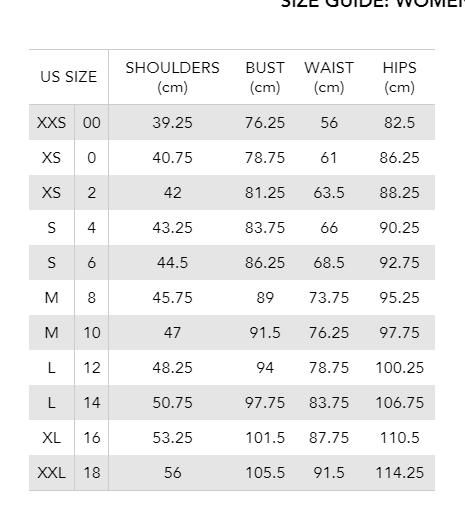 SIZE GUIDE: WOMEN
US SIZE SHOULDERS (cm) BUST (cm) WAIST (cm) HIPS (cm)
XXS 00 39.25 76.25 56 82.5
XS 0 40.75 78.75 61 86.25
XS 2 42 81.25 63.5 88.25
S 4 43.25 83.75 66 90.25
S 6 44.5 86.25 68.5 92.75
M 8 45.75 89 73.75 95.25
M 10 47 91.5 76.25 97.75
L 12 48.25 94 78.75 100.25
L 14 50.75 97.75 83.75 106.75
XL 16 53.25 101.5 87.75 110.5
XXL 18 56 105.5 91.5 114.25